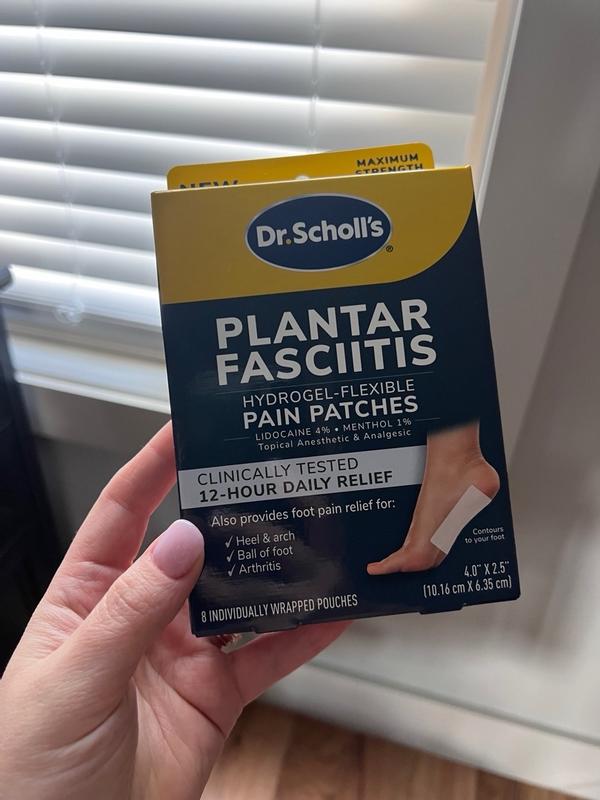 NEW
MAXIMUM
STRENGTH
Dr.Scholl's®
PLANTAR
FASCIITIS
HYDROGEL-FLEXIBLE
PAIN PATCHES
LIDOCAINE 4% • MENTHOL 1%
Topical Anesthetic & Analgesic
CLINICALLY TESTED
12-HOUR DAILY RELIEF
Also provides foot pain relief for:
✓ Heel & arch
✓ Ball of foot
✓ Arthritis
Contours
to your foot
4.0" X 2.5"
(10.16 cm X 6.35 cm)
8 INDIVIDUALLY WRAPPED POUCHES